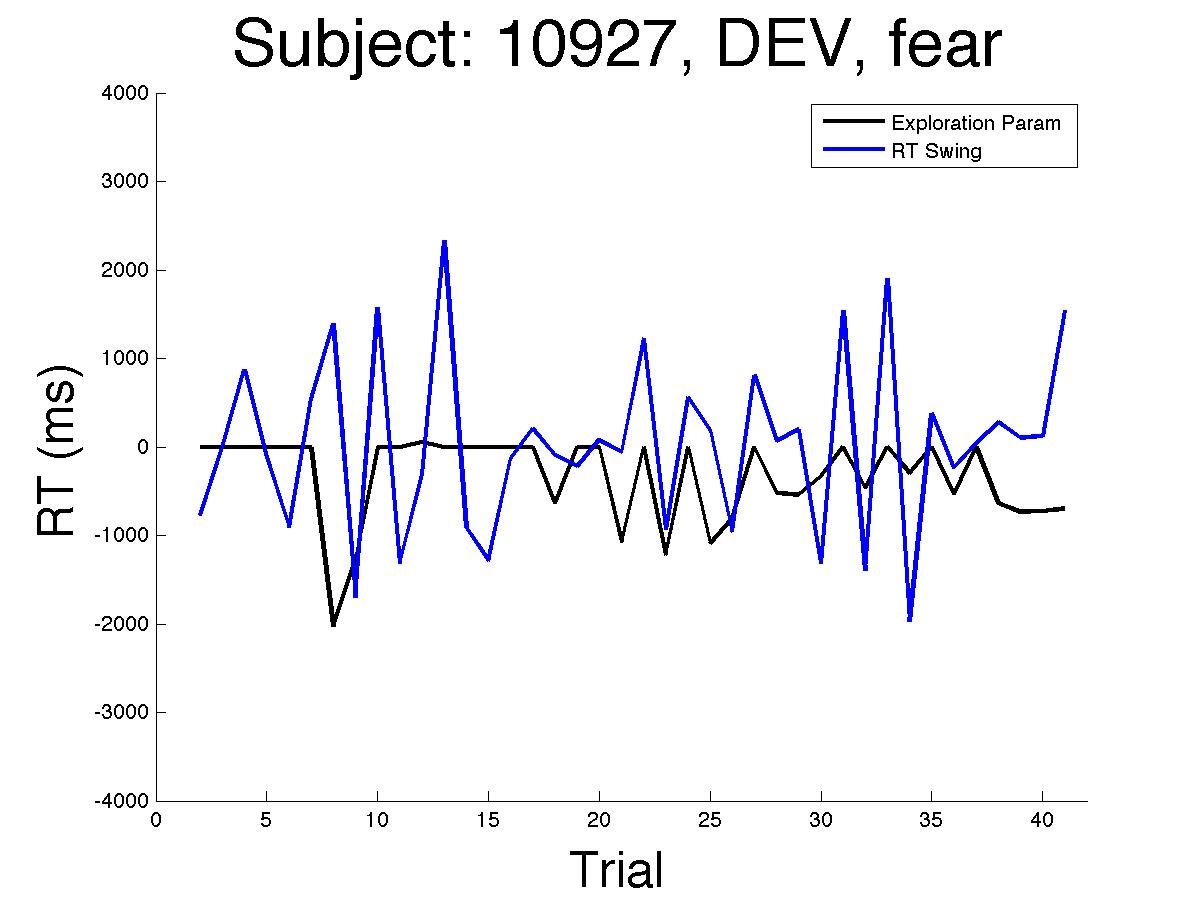 Subject: 10927, DEV, fear
4000
3000
2000
1000
0
-1000
-2000
-3000
-4000
RT (ms)
Exploration Param
RT Swing
0 5 10 15 20 25 30 35 40
Trial